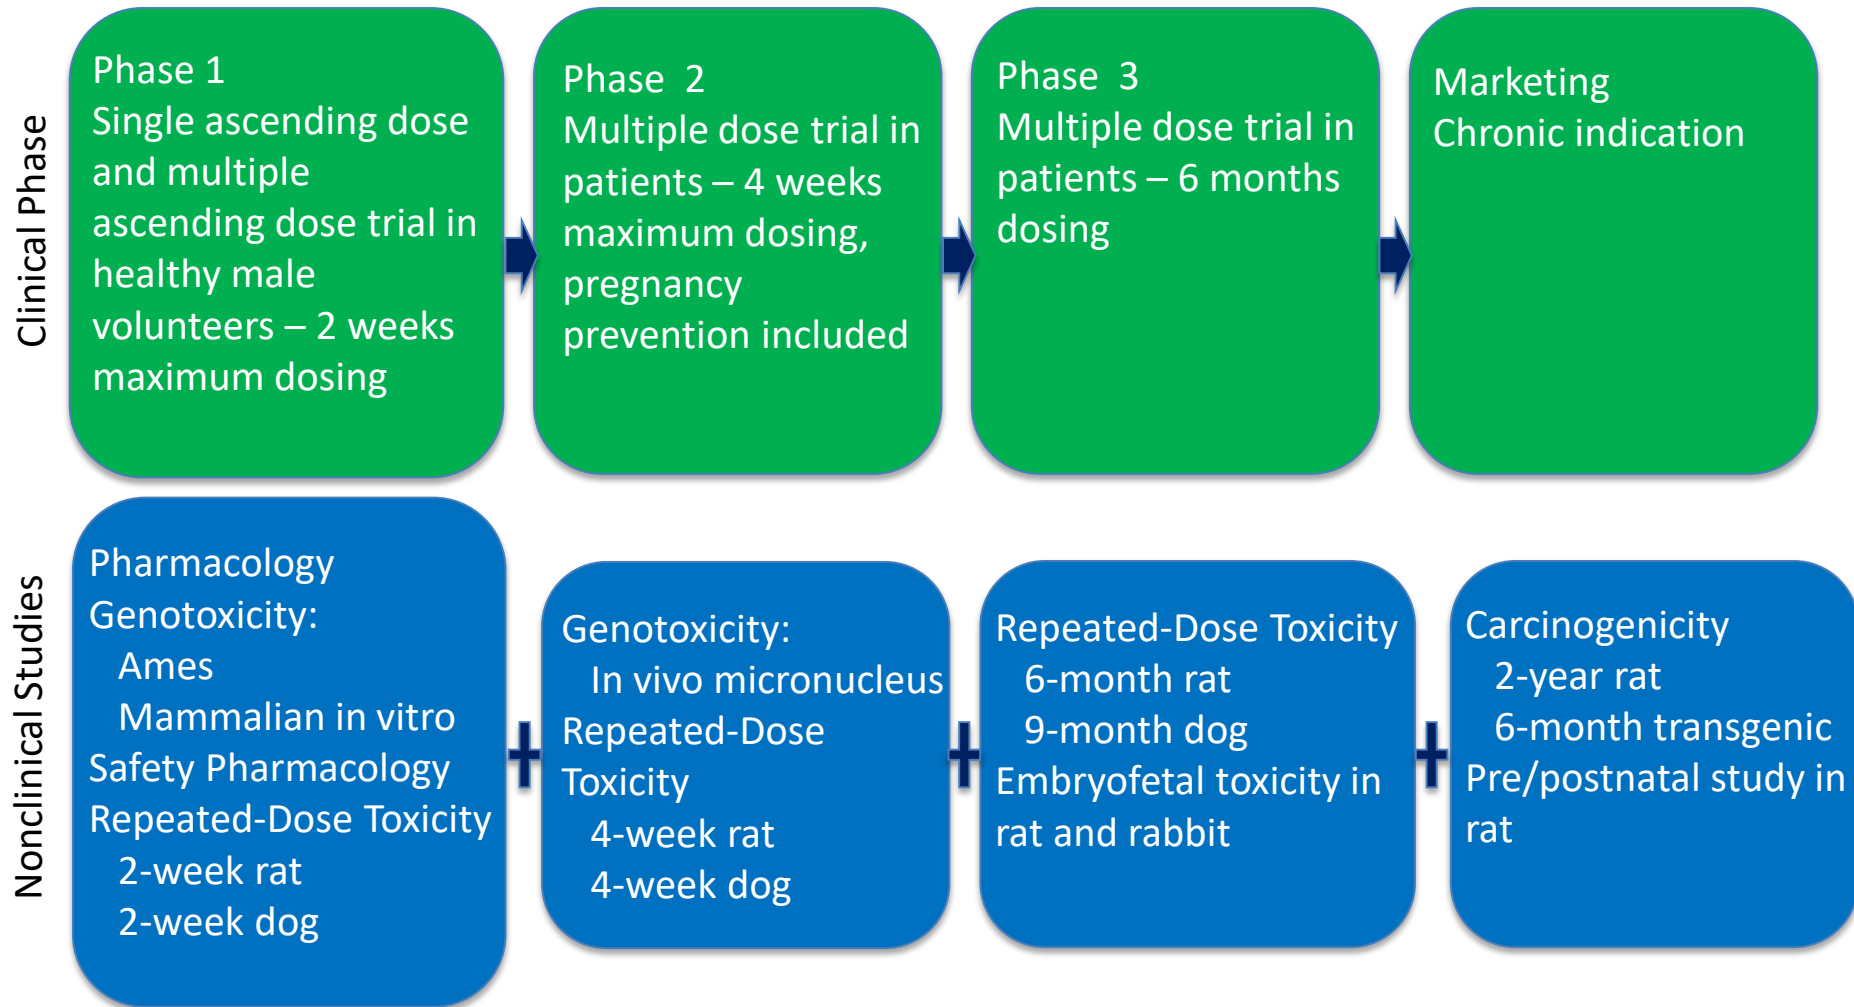 Clinical Phase
Phase 1
Single ascending dose
and multiple
ascending dose trial in
healthy male
volunteers – 2 weeks
maximum dosing
Phase  2
Multiple dose trial in
patients – 4 weeks
maximum dosing,
pregnancy
prevention included
Phase  3
Multiple dose trial in
patients – 6 months
dosing
Marketing
Chronic indication
Nonclinical Studies
Pharmacology
Genotoxicity:
Ames
Mammalian in vitro
Safety Pharmacology
Repeated-Dose Toxicity
2-week rat
2-week dog
Genotoxicity:
In vivo micronucleus
Repeated-Dose
Toxicity
4-week rat
4-week dog
Repeated-Dose Toxicity
6-month rat
9-month dog
Embryofetal toxicity in
rat and rabbit
Carcinogenicity
2-year rat
6-month transgenic
Pre/postnatal study in
rat